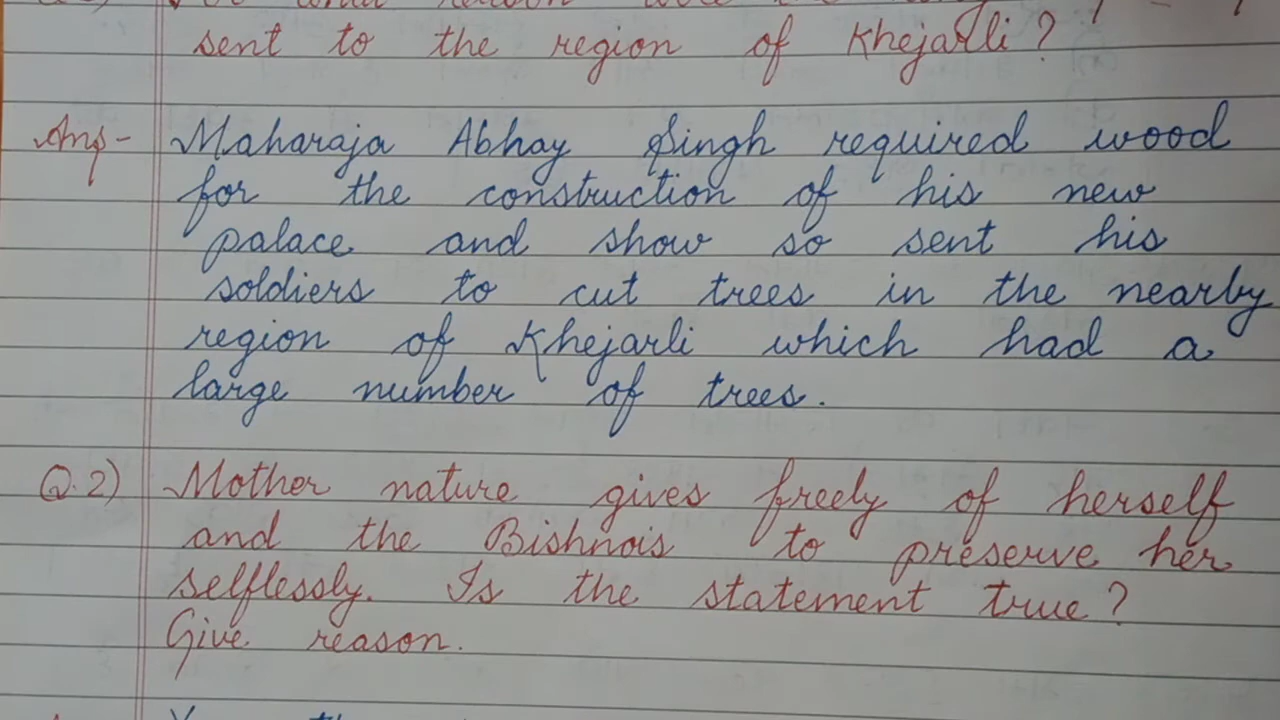 sent to the region of Khejarli?
Ans- Maharaja Abhay Singh required wood
for the construction of his new
palace and show so sent his
soldiers to cut trees in the nearby
region of Khejarli which had a
large number of trees.
Q.2) Mother nature gives freely of herself
and the Bishnois to preserve her
selflessly. Is the statement true?
Give reason.